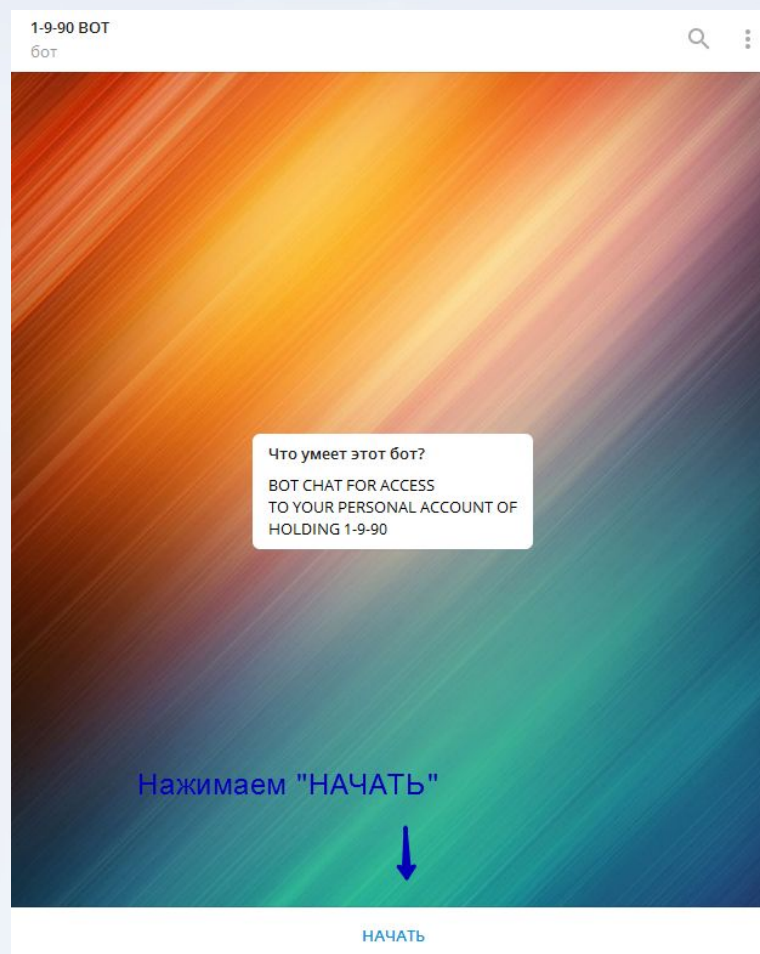 1-9-90 BOT
бот
Что умеет этот бот?
BOT CHAT FOR ACCESS
TO YOUR PERSONAL ACCOUNT OF
HOLDING 1-9-90
Нажимаем "НАЧАТЬ"
НАЧАТЬ